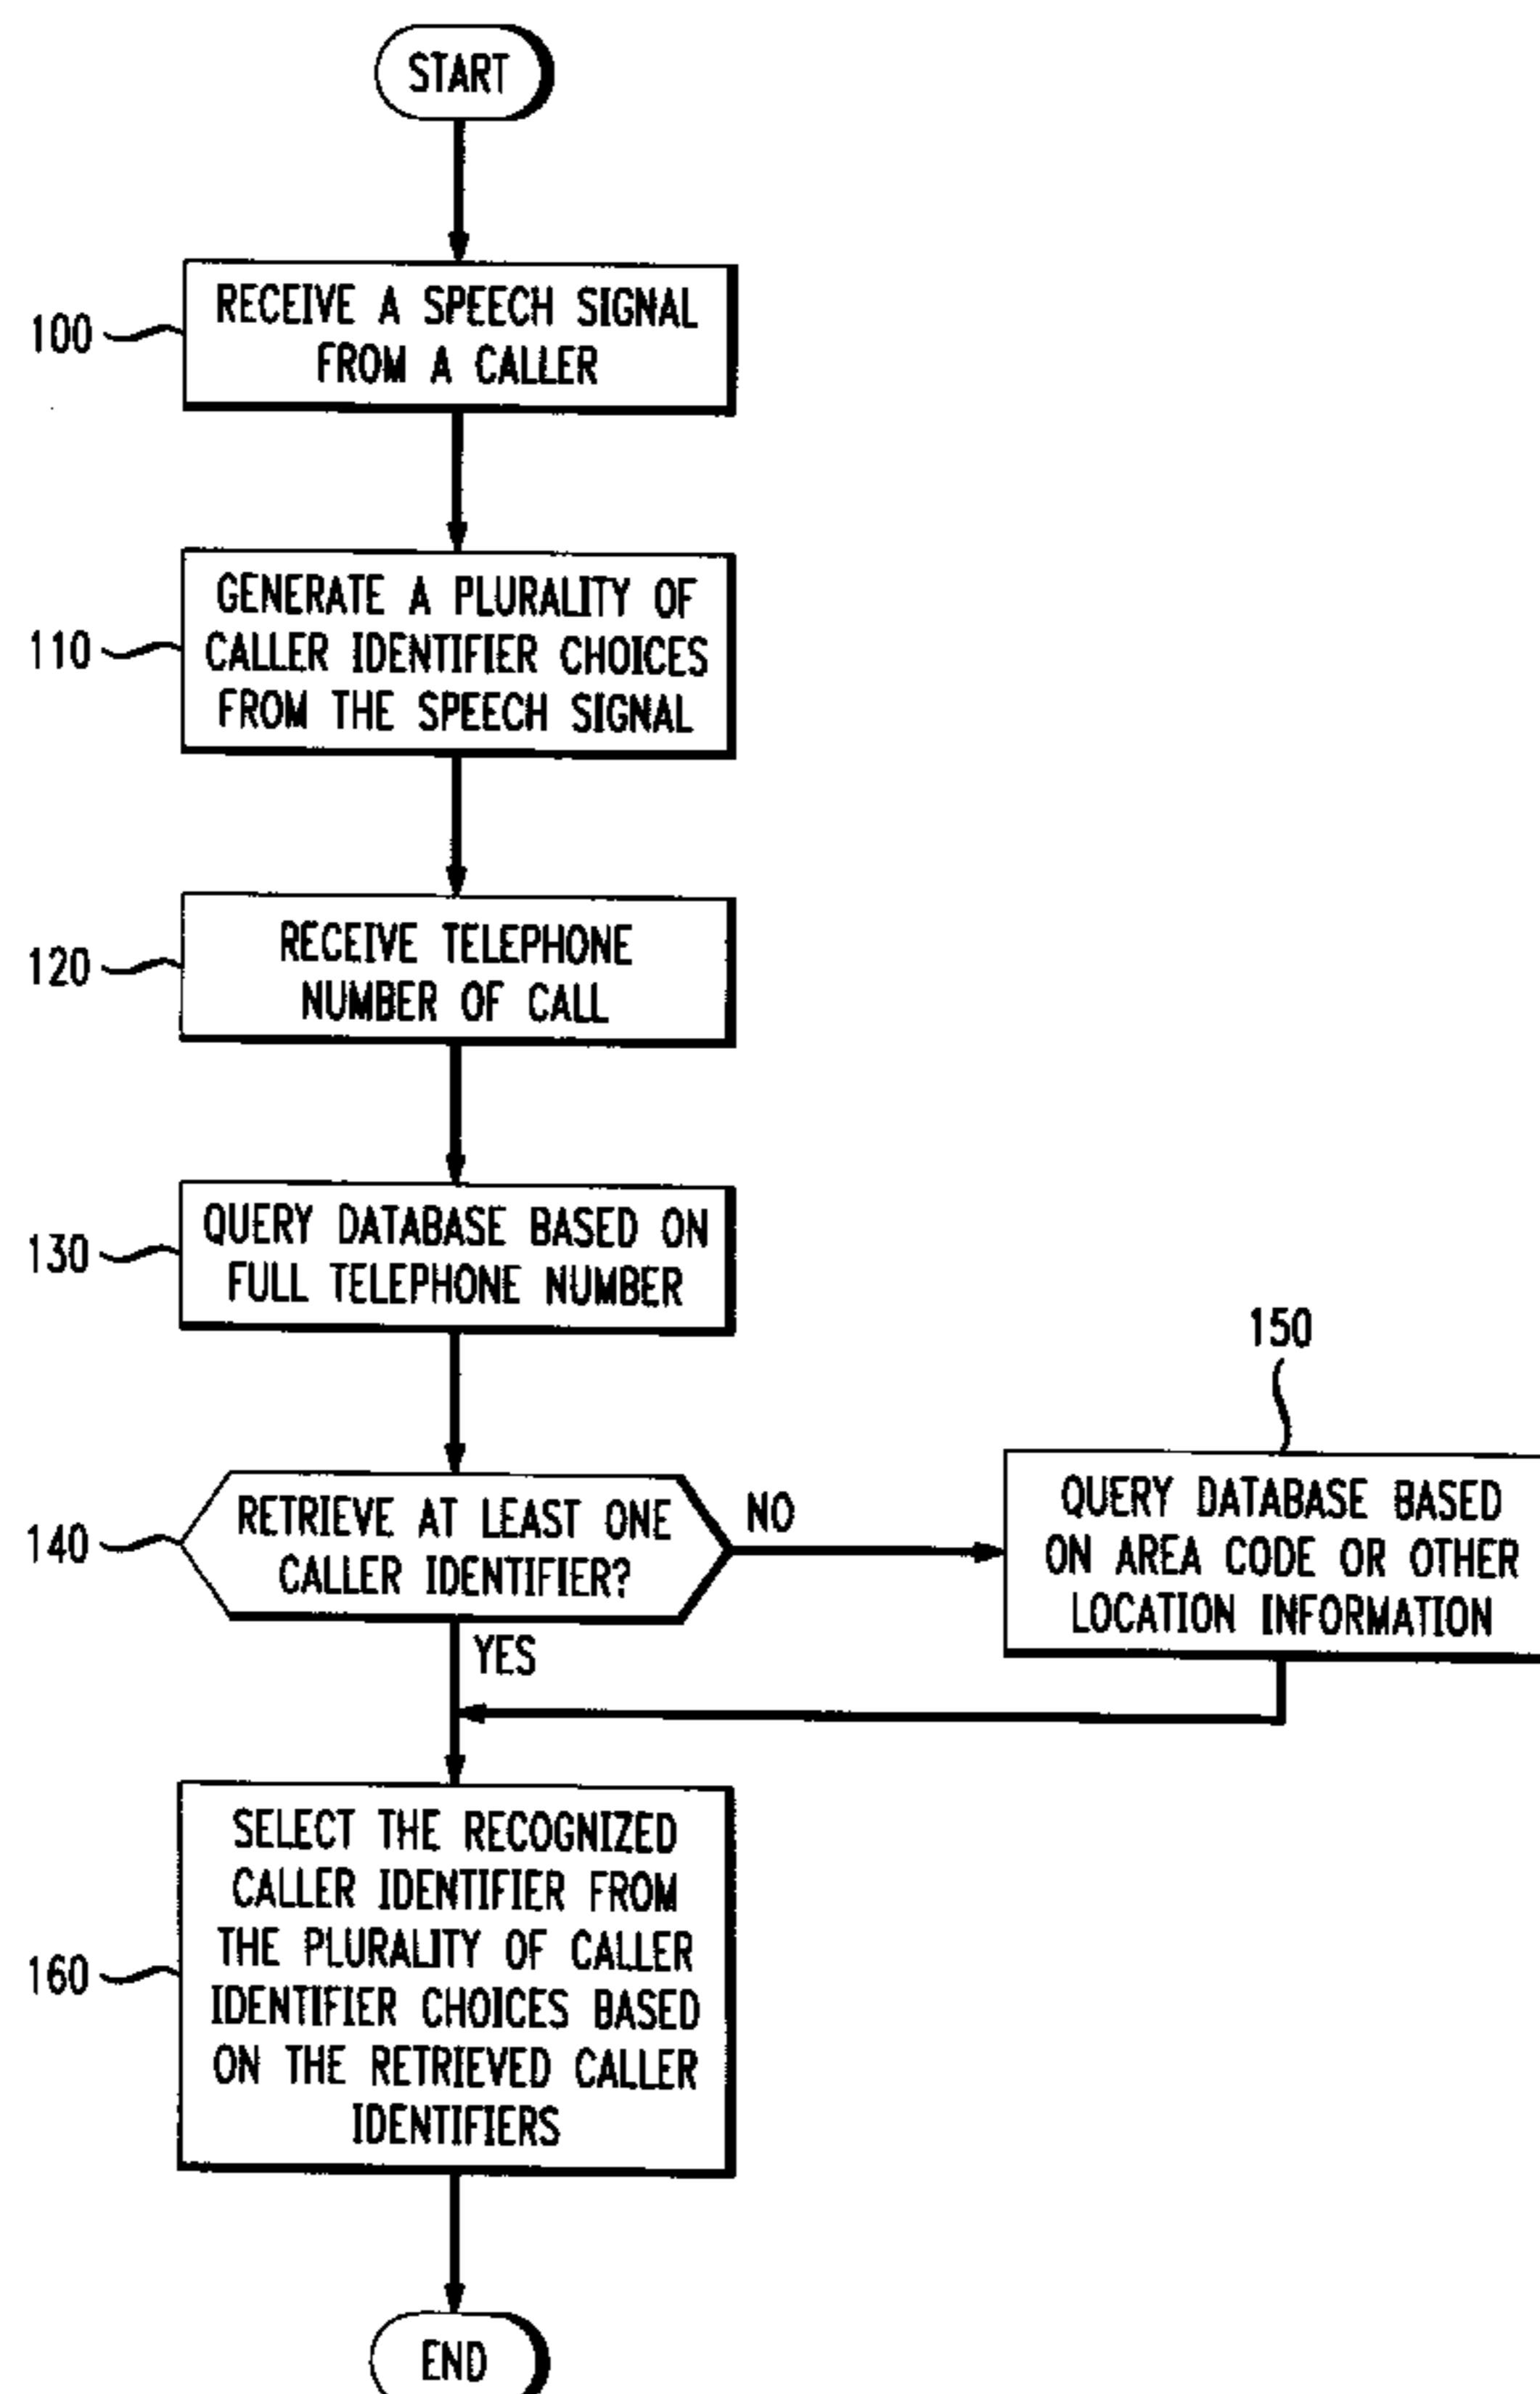 START
100
RECEIVE A SPEECH SIGNAL
FROM A CALLER
110
GENERATE A PLURALITY OF
CALLER IDENTIFIER CHOICES
FROM THE SPEECH SIGNAL
120
RECEIVE TELEPHONE
NUMBER OF CALL
130
QUERY DATABASE BASED ON
FULL TELEPHONE NUMBER
140
RETRIEVE AT LEAST ONE
CALLER IDENTIFIER?
NO
YES
150
QUERY DATABASE BASED
ON AREA CODE OR OTHER
LOCATION INFORMATION
160
SELECT THE RECOGNIZED
CALLER IDENTIFIER FROM
THE PLURALITY OF CALLER
IDENTIFIER CHOICES BASED
ON THE RETRIEVED CALLER
IDENTIFIERS
END